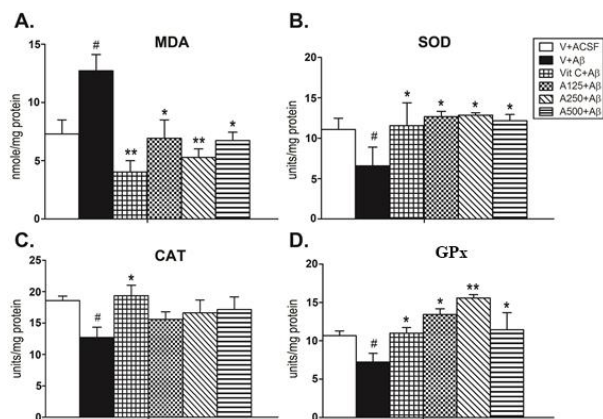 A.
MDA
#
**
*
**
*
15
10
5
0
nmole/mg protein
B.
SOD
#
*
*
*
*
20
15
10
5
0
units/mg protein
V+ACSF
V+Aβ
Vit C+Aβ
A125+Aβ
A250+Aβ
A500+Aβ
C.
CAT
#
*
25
20
15
10
5
0
units/mg protein
D.
GPx
#
*
*
**
*
20
15
10
5
0
units/mg protein